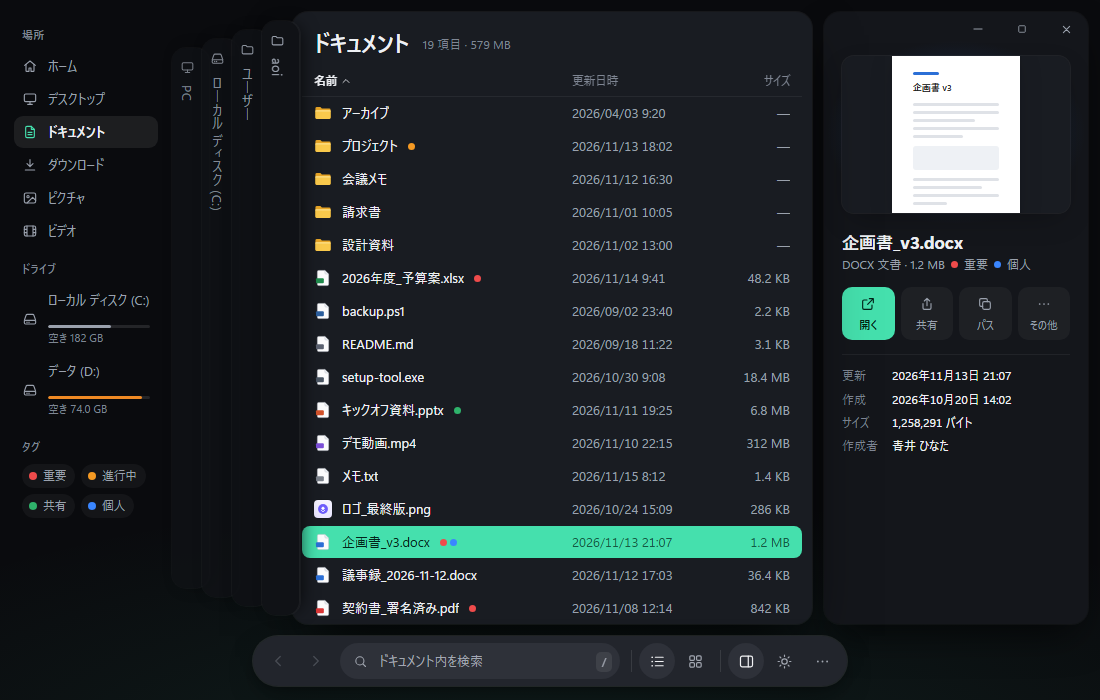 場所
ホーム
デスクトップ
ドキュメント
ダウンロード
ピクチャ
ビデオ
ドライブ
ローカル ディスク (C:)
空き 182 GB
データ (D:)
空き 74.0 GB
タグ
重要
進行中
共有
個人
PC
ローカル ディスク (C:)
ユーザー
aoi
ドキュメント
19 項目 · 579 MB
名前 更新日時 サイズ
アーカイブ 2026/04/03 9:20 —
プロジェクト 2026/11/13 18:02 —
会議メモ 2026/11/12 16:30 —
請求書 2026/11/01 10:05 —
設計資料 2026/11/02 13:00 —
2026年度_予算案.xlsx 2026/11/14 9:41 48.2 KB
backup.ps1 2026/09/02 23:40 2.2 KB
README.md 2026/09/18 11:22 3.1 KB
setup-tool.exe 2026/10/30 9:08 18.4 MB
キックオフ資料.pptx 2026/11/11 19:25 6.8 MB
デモ動画.mp4 2026/11/10 22:15 312 MB
メモ.txt 2026/11/15 8:12 1.4 KB
ロゴ_最終版.png 2026/10/24 15:09 286 KB
企画書_v3.docx 2026/11/13 21:07 1.2 MB
議事録_2026-11-12.docx 2026/11/12 17:03 36.4 KB
契約書_署名済み.pdf 2026/11/08 12:14 842 KB
企画書 v3
企画書_v3.docx
DOCX 文書 · 1.2 MB 重要 個人
開く
共有
パス
その他
更新 2026年11月13日 21:07
作成 2026年10月20日 14:02
サイズ 1,258,291 バイト
作成者 青井 ひなた
ドキュメント内を検索 /